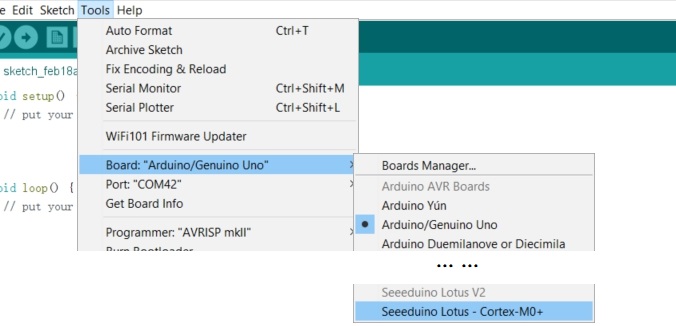 e Edit Sketch Tools Help
sketch_feb18a
oid setup()
// put your
oid loop() {
// put your
Auto Format Ctrl+T
Archive Sketch
Fix Encoding & Reload
Serial Monitor Ctrl+Shift+M
Serial Plotter Ctrl+Shift+L
WiFi101 Firmware Updater
Board: "Arduino/Genuino Uno"
Port: "COM42"
Get Board Info
Programmer: "AVRISP mkII"
Burn Bootloader
Boards Manager...
Arduino AVR Boards
Arduino Yún
Arduino/Genuino Uno
Arduino Duemilanove or Diecimila
... ...
Seeeduino Lotus V2
Seeeduino Lotus - Cortex-M0+